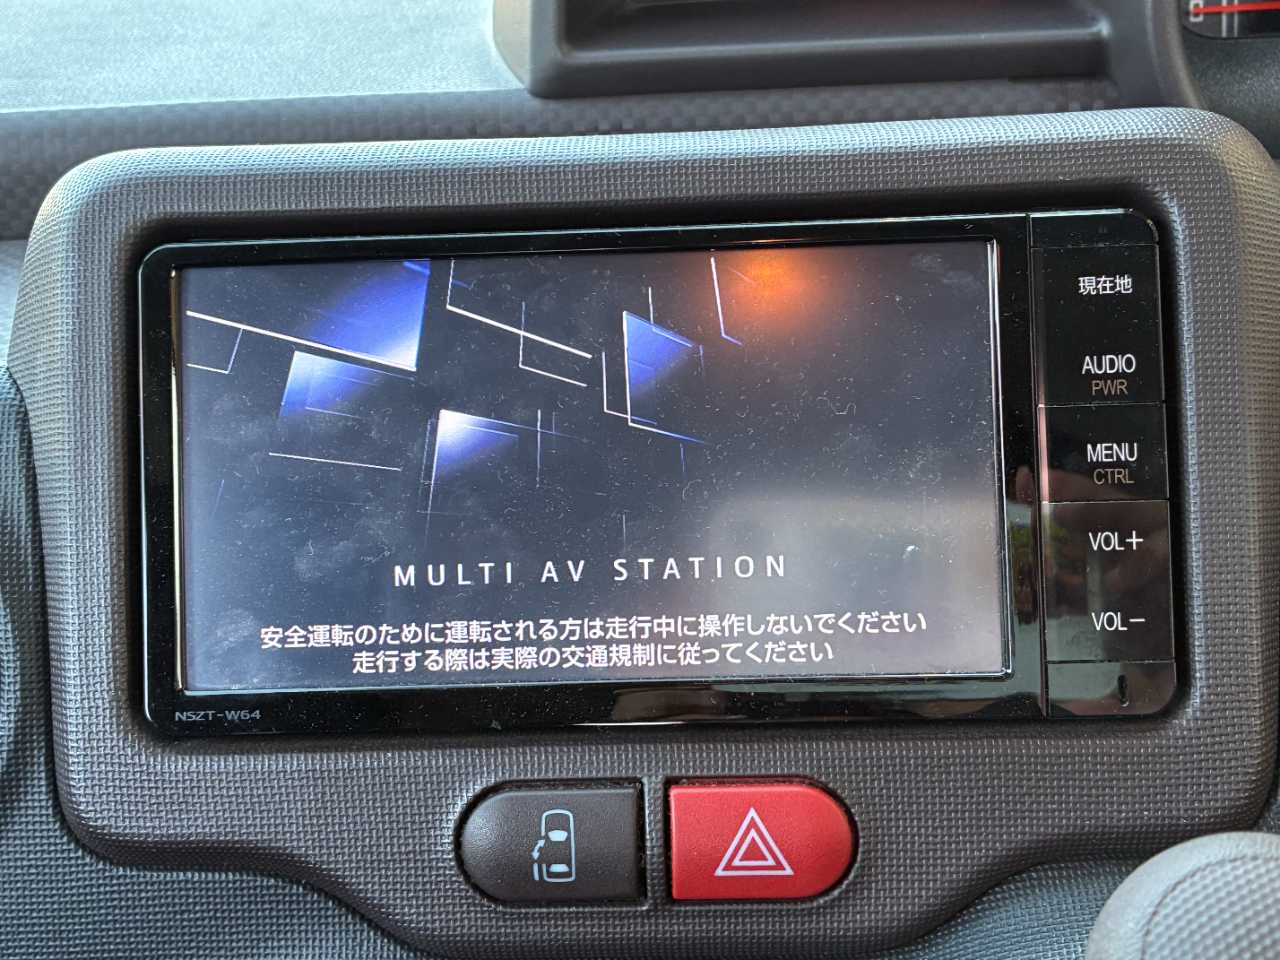 現在地
AUDIO
PWR
MENU
CTRL
VOL+
VOL-
MULTI AV STATION
安全運転のために運転される方は走行中に操作しないでください
走行する際は実際の交通規制に従ってください
NSZT-W64